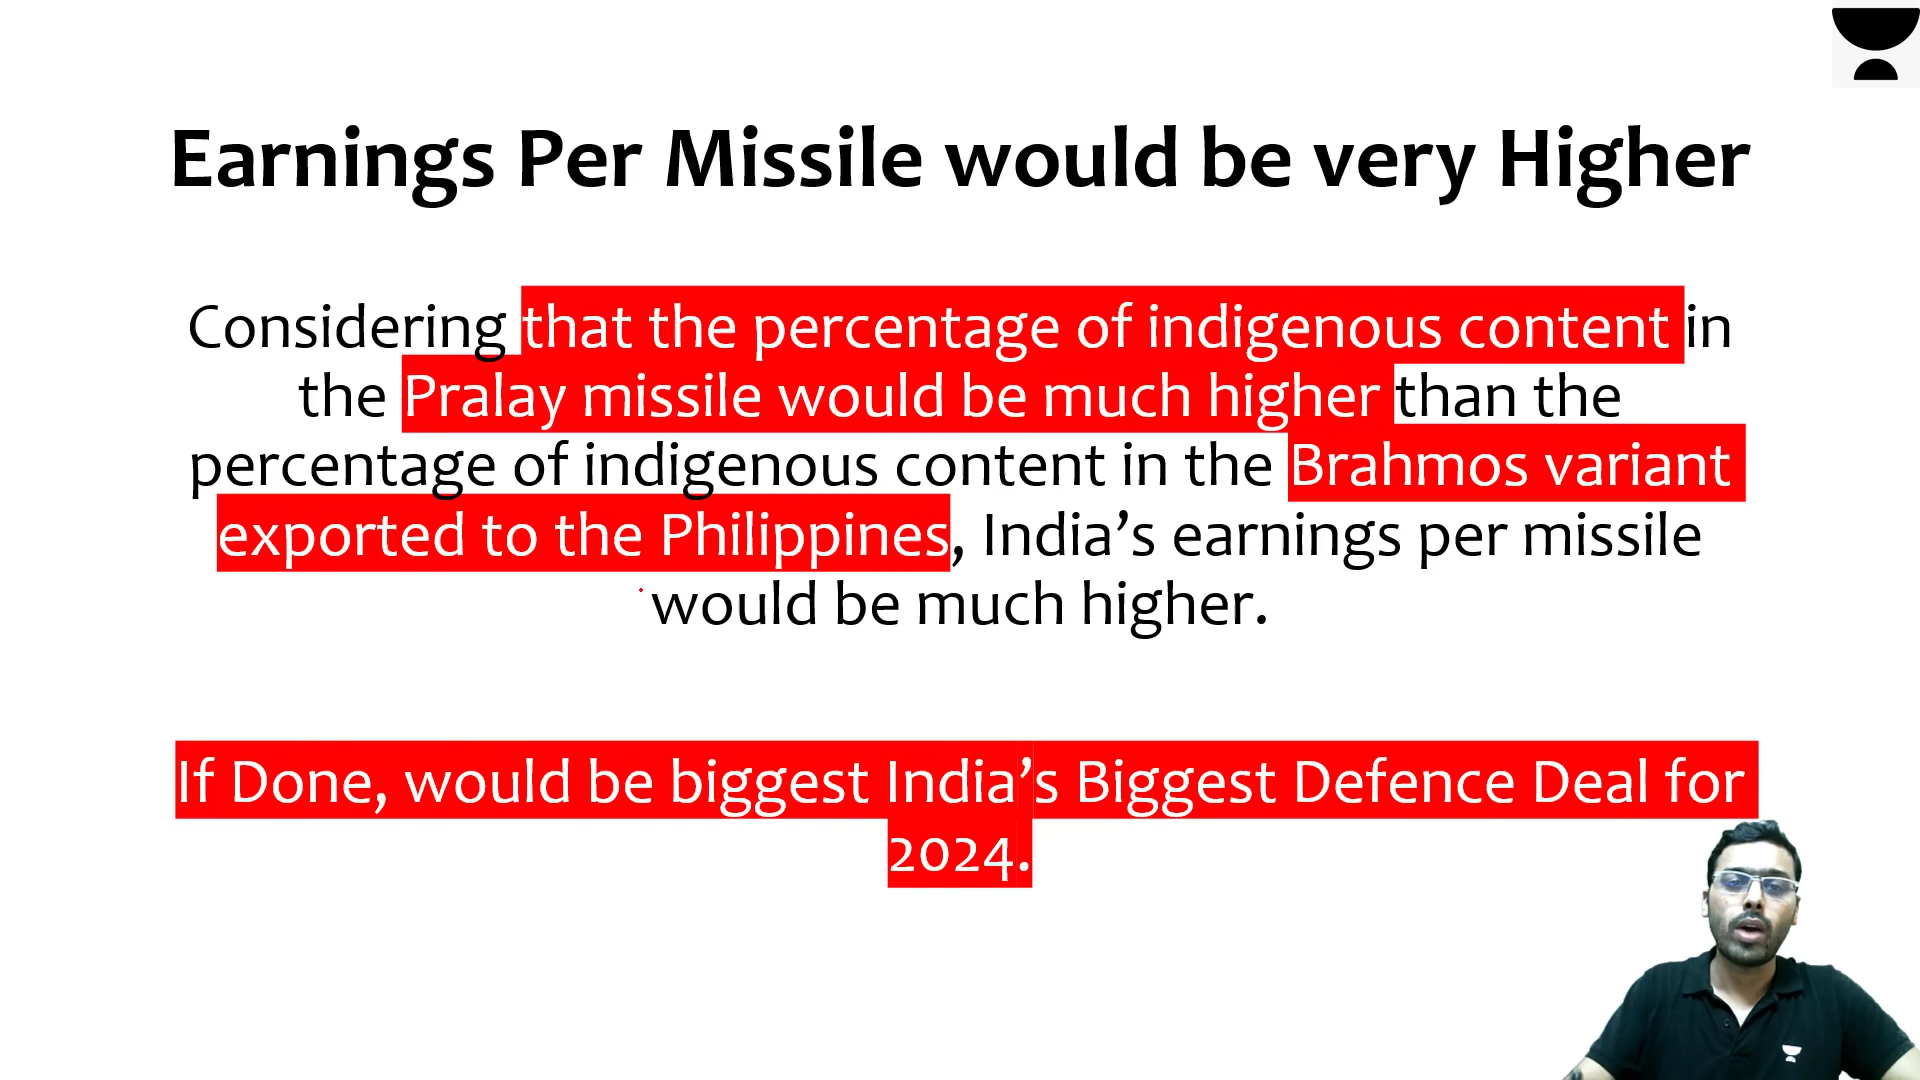 Earnings Per Missile would be very Higher
Considering that the percentage of indigenous content in
the Pralay missile would be much higher than the
percentage of indigenous content in the Brahmos variant
exported to the Philippines, India’s earnings per missile
would be much higher.
If Done, would be biggest India’s Biggest Defence Deal for
2024.